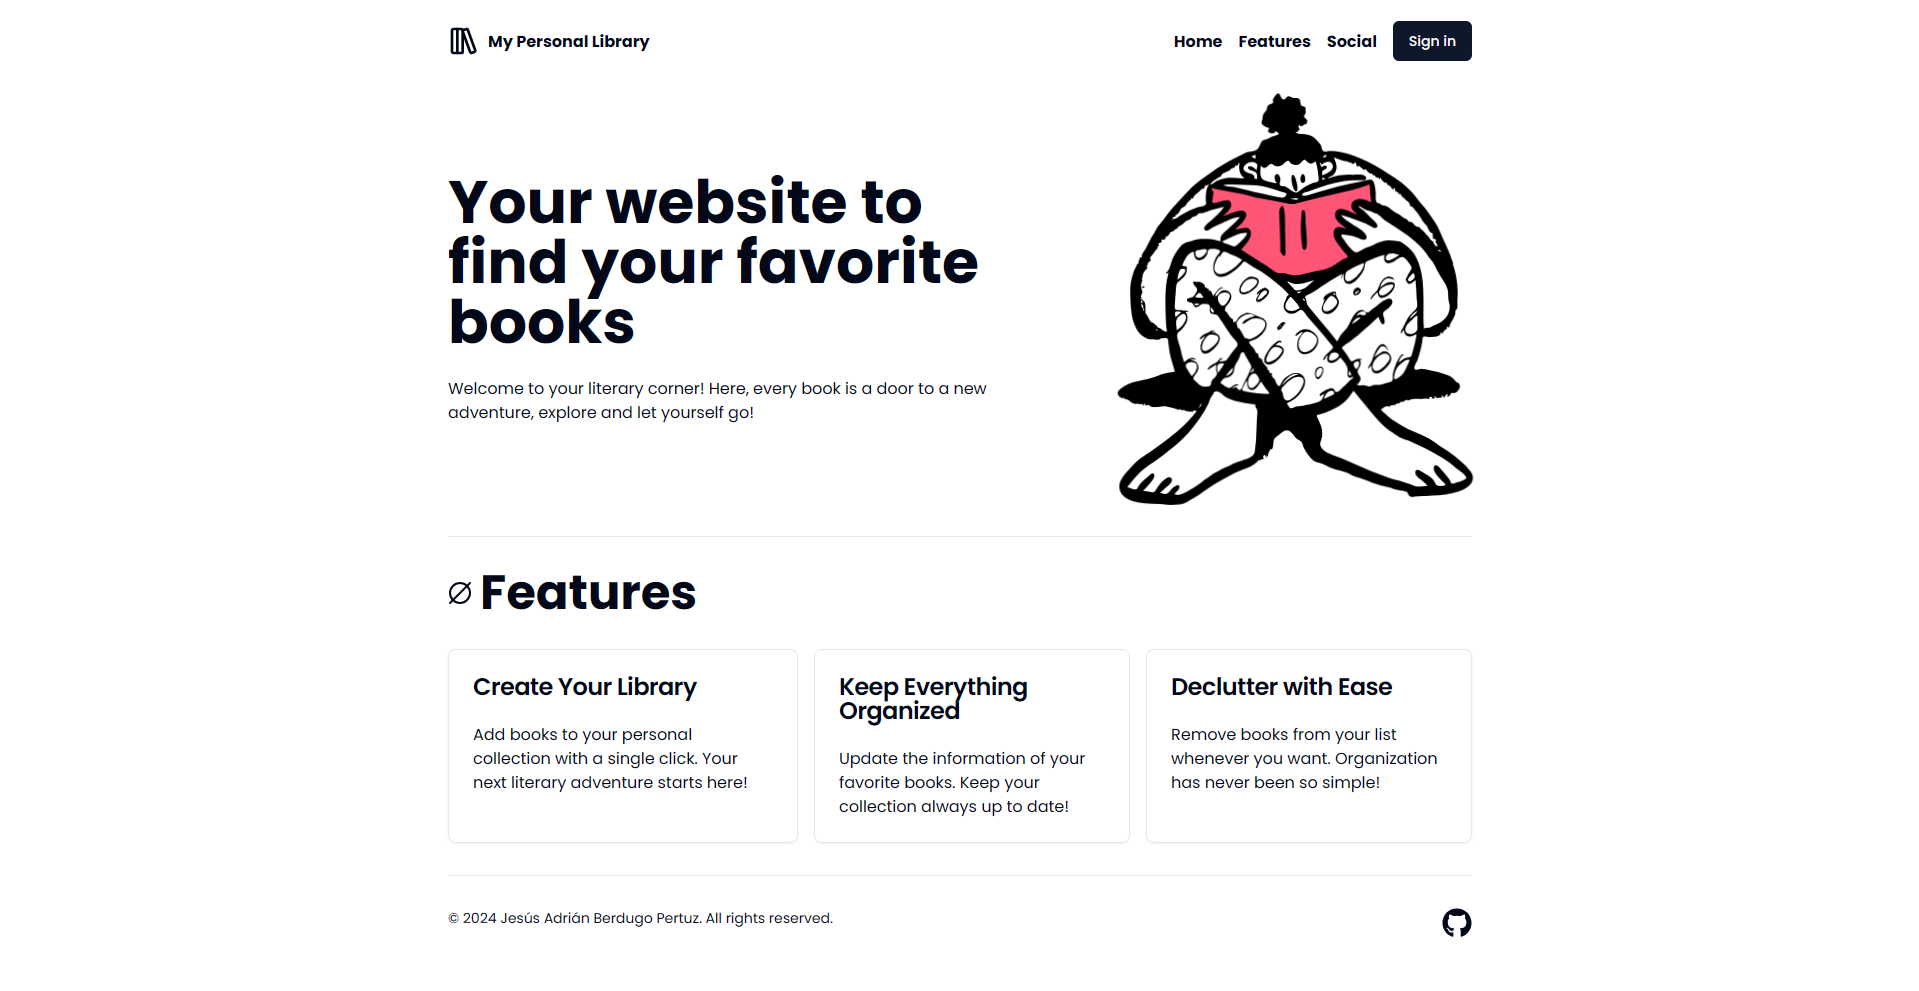 My Personal Library
Home Features Social Sign in
Your website to
find your favorite
books
Welcome to your literary corner! Here, every book is a door to a new
adventure, explore and let yourself go!
Features
Create Your Library
Add books to your personal
collection with a single click. Your
next literary adventure starts here!
Keep Everything
Organized
Update the information of your
favorite books. Keep your
collection always up to date!
Declutter with Ease
Remove books from your list
whenever you want. Organization
has never been so simple!
© 2024 Jesús Adrián Berdugo Pertuz. All rights reserved.